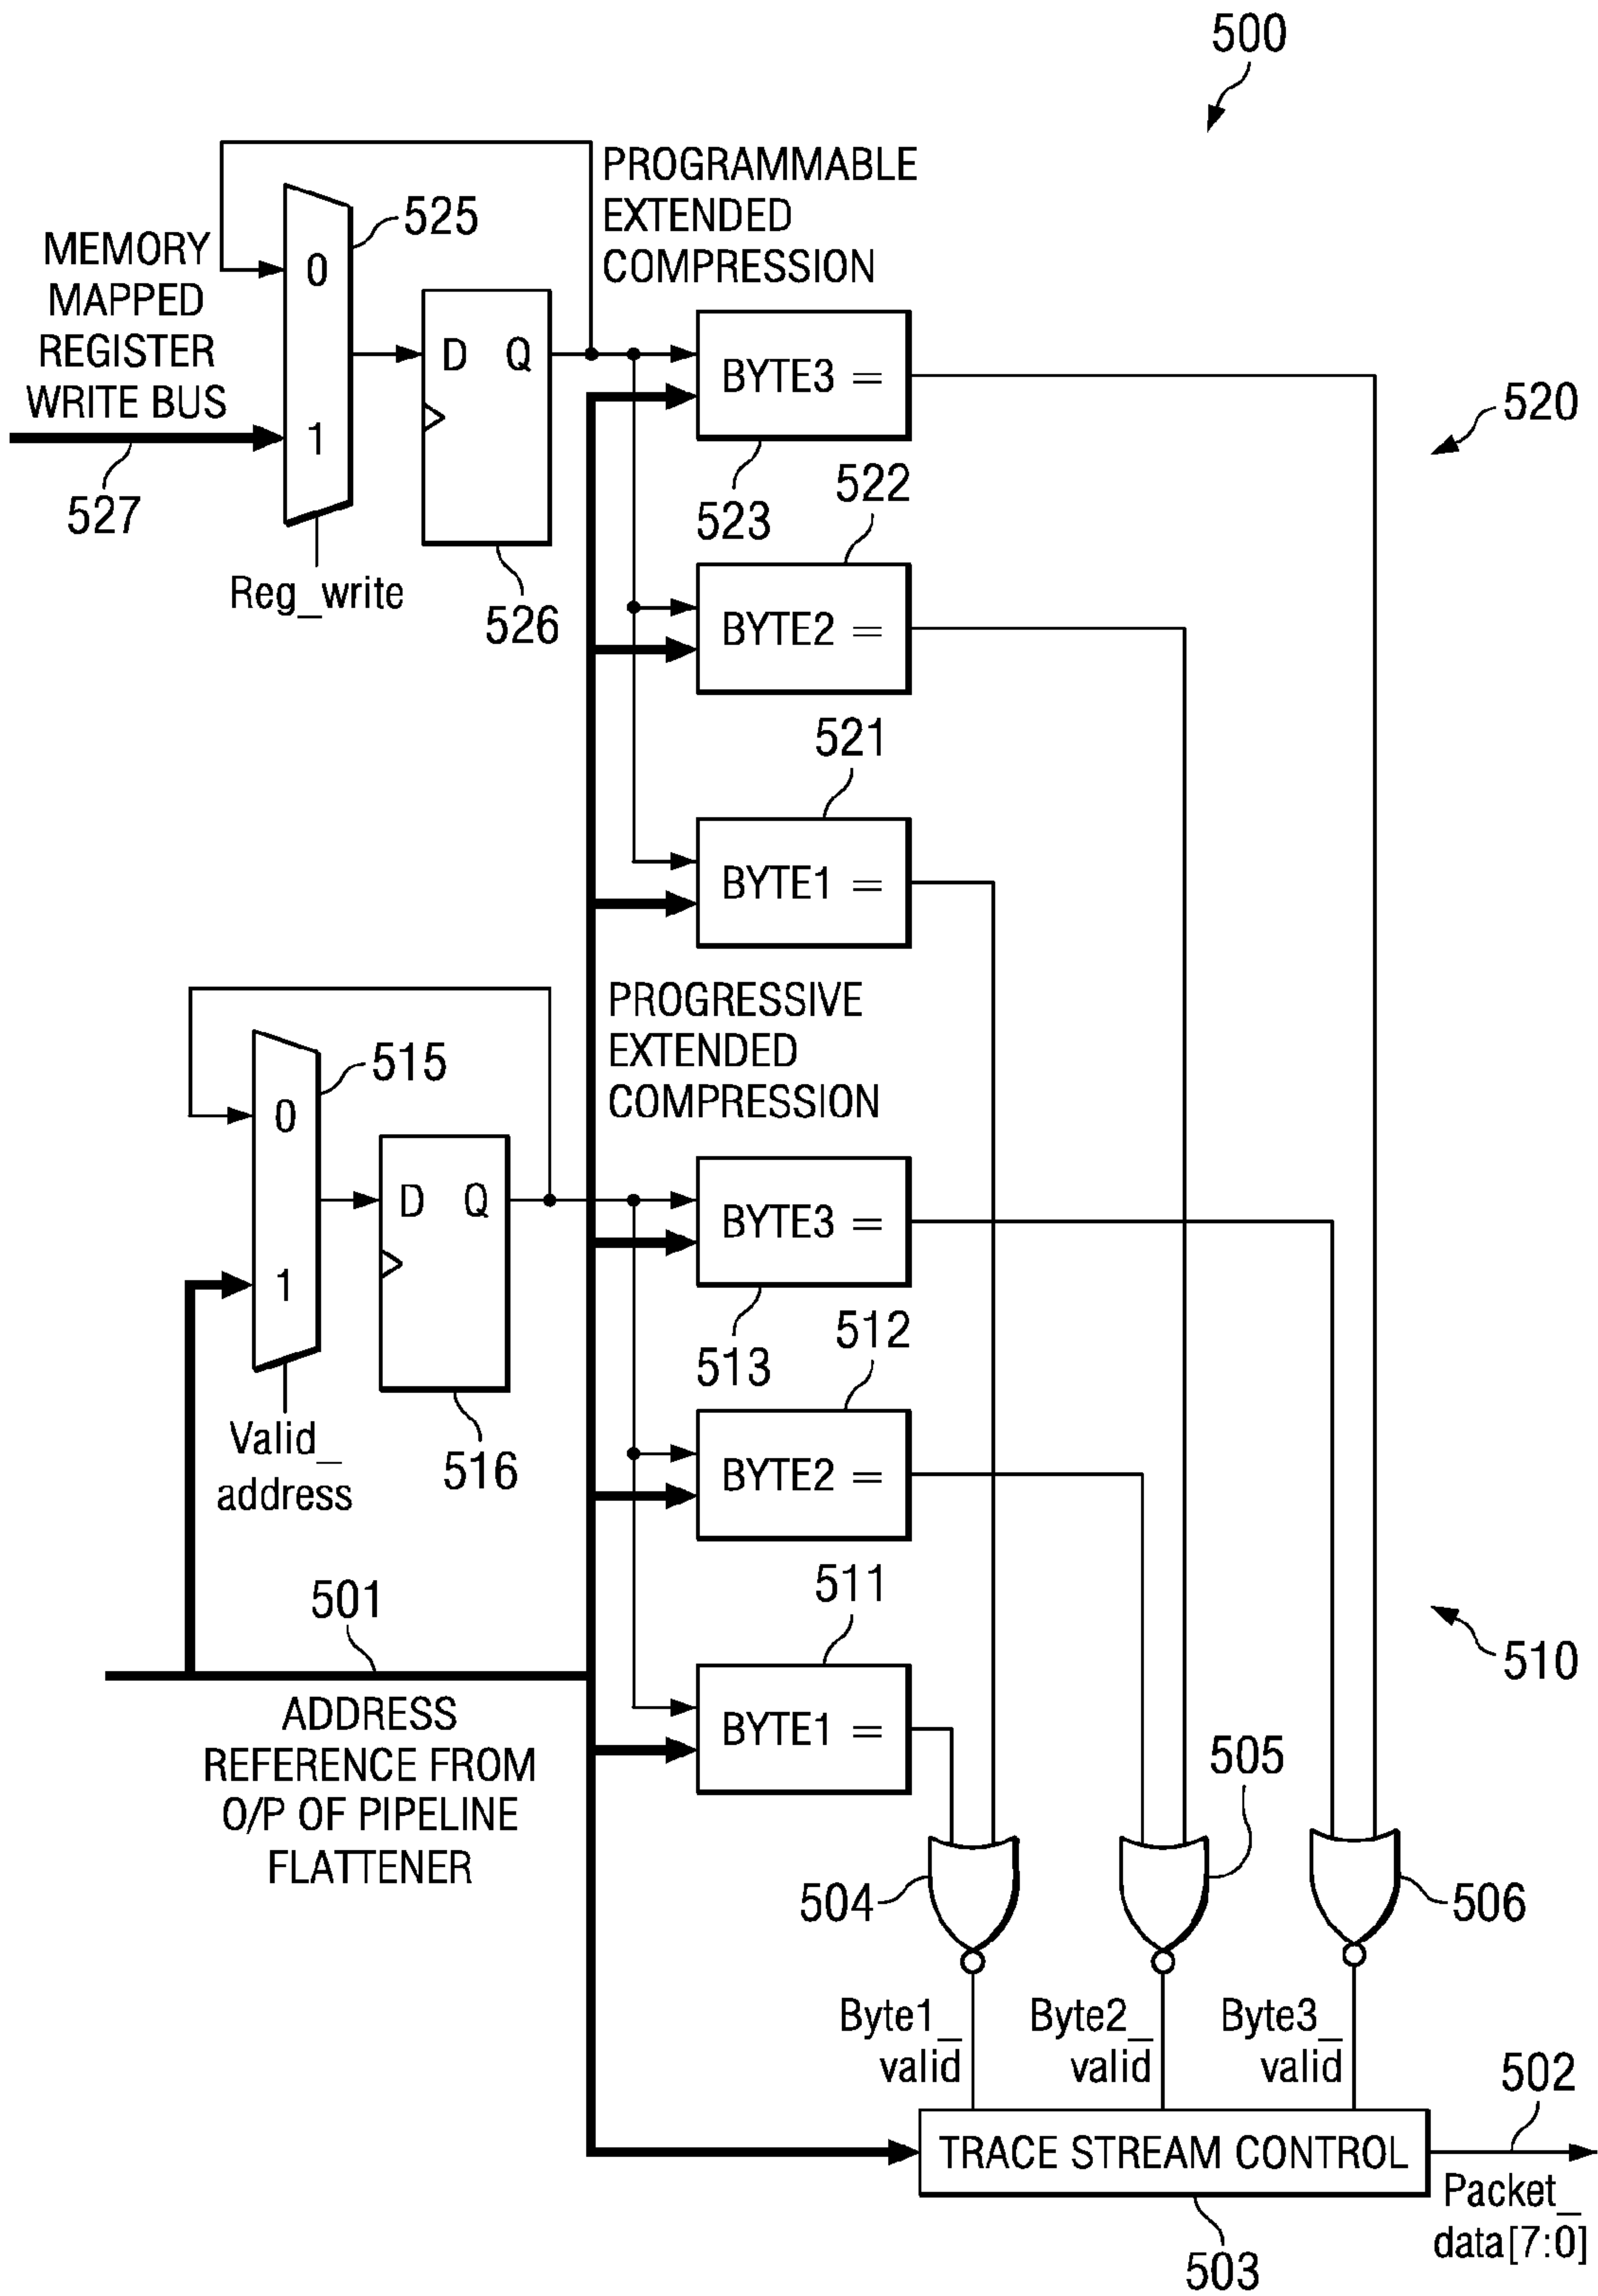 500
PROGRAMMABLE
EXTENDED
COMPRESSION
525
MEMORY
MAPPED
REGISTER
WRITE BUS
527
0
1
Reg_write
D Q
526
BYTE3 =
523
520
522
BYTE2 =
521
BYTE1 =
PROGRESSIVE
EXTENDED
COMPRESSION
515
0
1
Valid_
address
D Q
516
BYTE3 =
513
512
BYTE2 =
511
BYTE1 =
510
501
ADDRESS
REFERENCE FROM
O/P OF PIPELINE
FLATTENER
504
505
506
Byte1_
valid
Byte2_
valid
Byte3_
valid
TRACE STREAM CONTROL
503
502
Packet_
data[7:0]